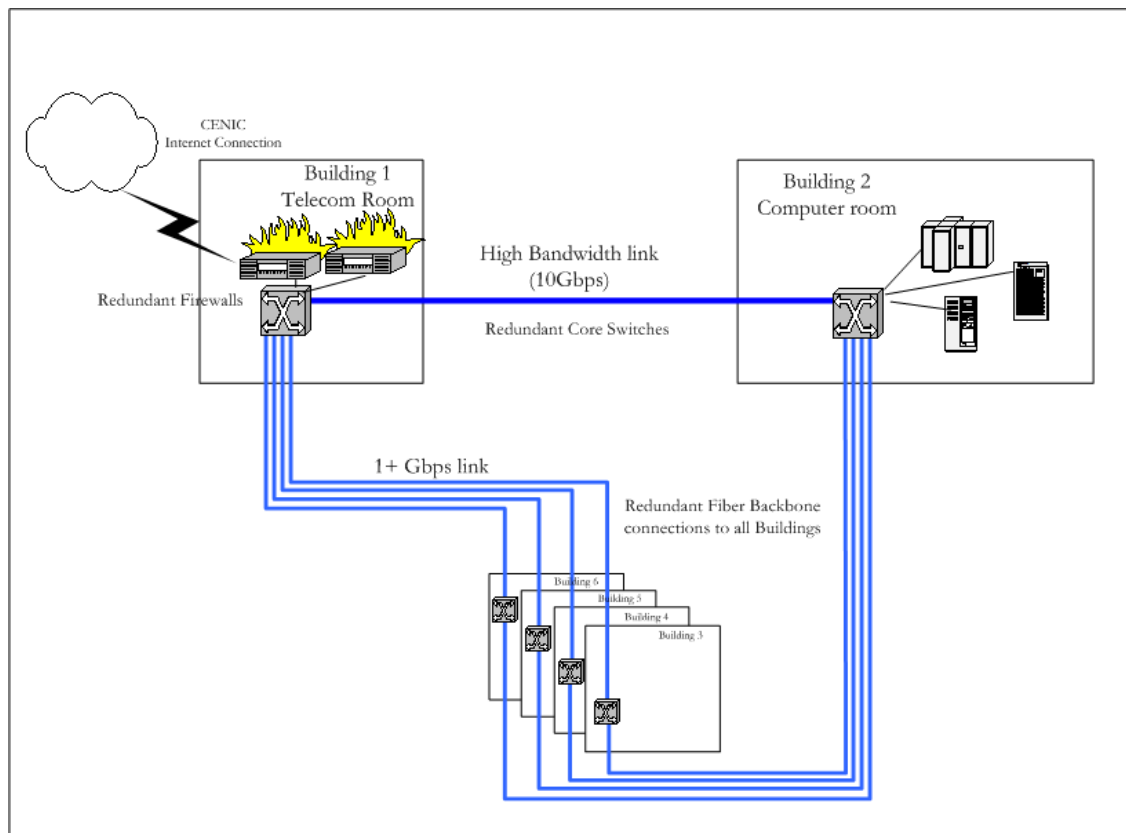 CENIC
Internet Connection
Building 1
Telecom Room
Redundant Firewalls
High Bandwidth link
(10Gbps)
Redundant Core Switches
Building 2
Computer room
1+ Gbps link
Redundant Fiber Backbone
connections to all Buildings
Building 6
Building 5
Building 4
Building 3